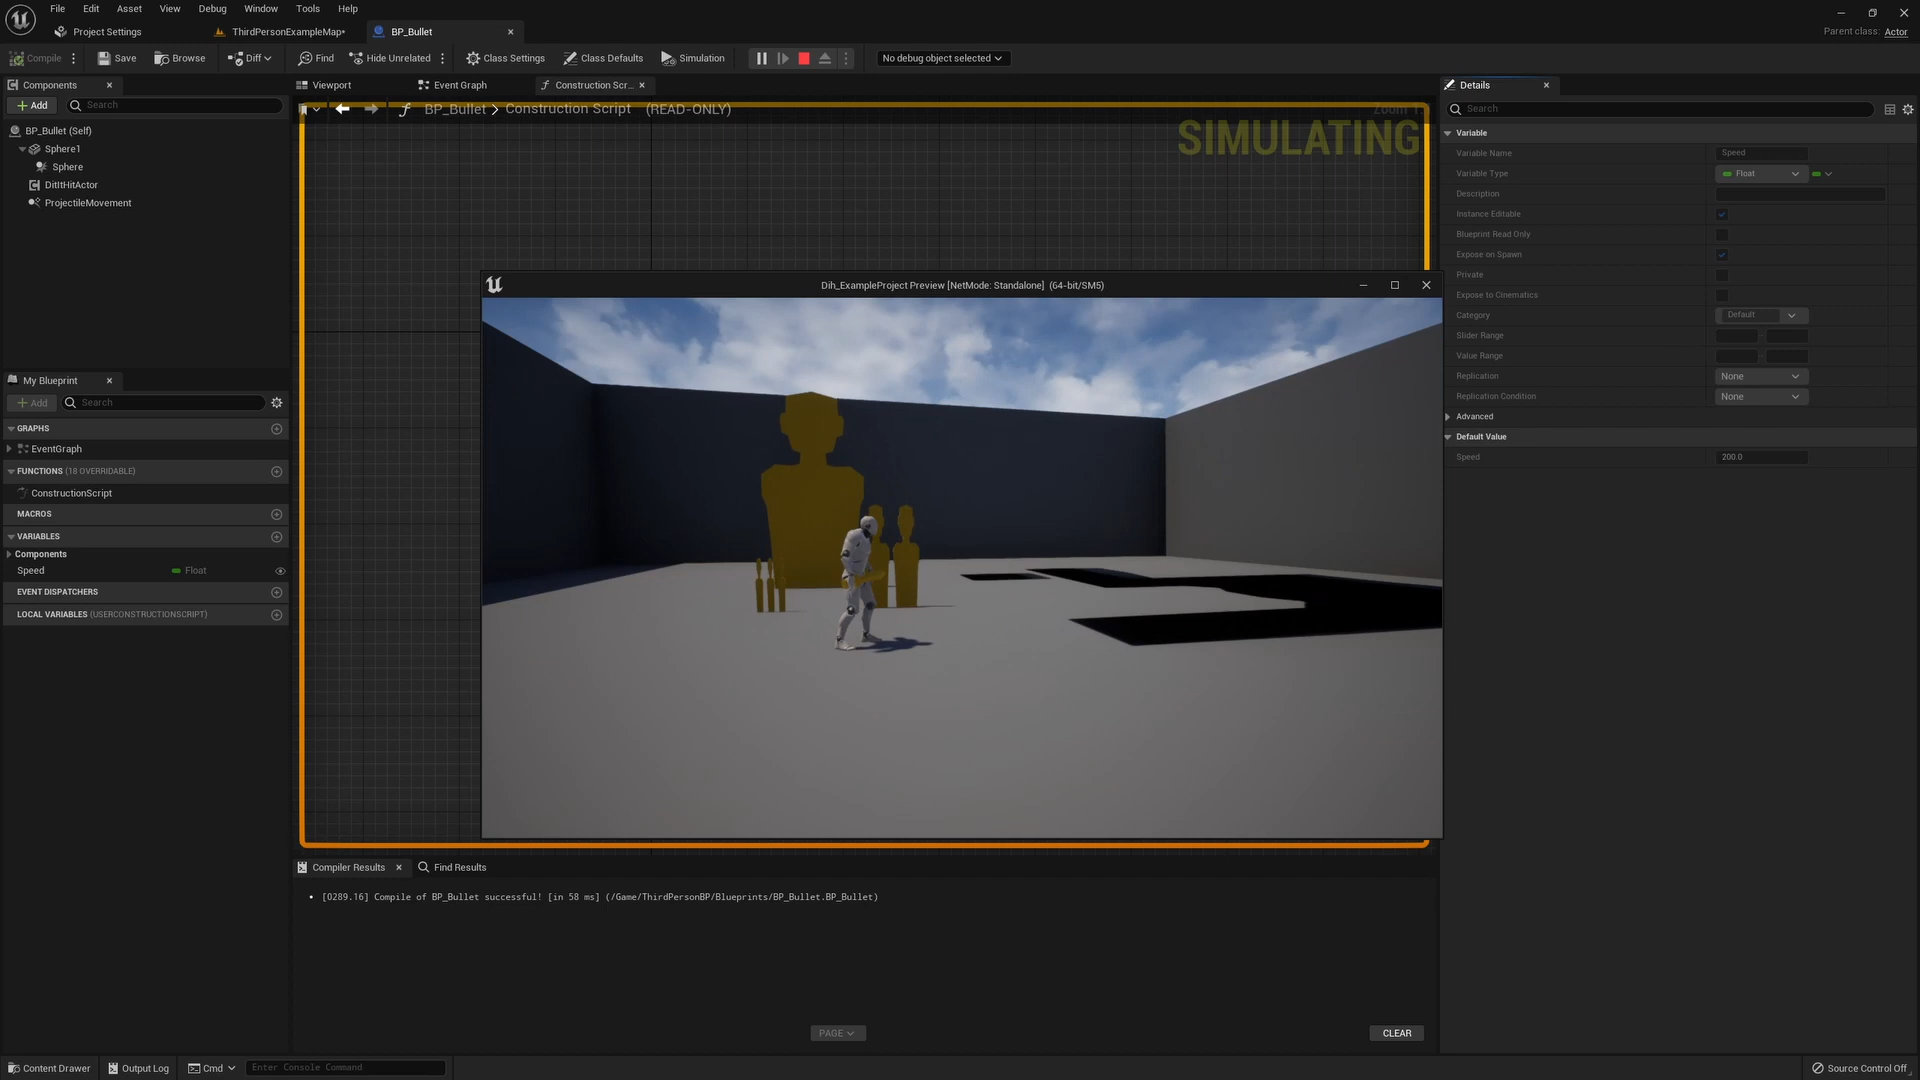 File Edit Asset View Debug Window Tools Help
Project Settings ThirdPersonExampleMap* BP_Bullet
Parent class: Actor
Compile Save Browse Diff Find Hide Unrelated Class Settings Class Defaults Simulation No debug object selected
Components Viewport Event Graph Construction Scr... Details
Add Search
BP_Bullet Construction Script (READ-ONLY)
Search
SIMULATING
BP_Bullet (Self)
Sphere1
Sphere
DitItHitActor
ProjectileMovement
My Blueprint
Add Search
GRAPHS
EventGraph
FUNCTIONS (18 OVERRIDABLE)
ConstructionScript
MACROS
VARIABLES
Components
Speed Float
EVENT DISPATCHERS
LOCAL VARIABLES (USERCONSTRUCTIONSCRIPT)
Dih_ExampleProject Preview [NetMode: Standalone] (64-bit/SM5)
Variable
Variable Name Speed
Variable Type Float
Description
Instance Editable
Blueprint Read Only
Expose on Spawn
Private
Expose to Cinematics
Category Default
Slider Range
Value Range
Replication None
Replication Condition None
Advanced
Default Value
Speed 200.0
Compiler Results Find Results
[0289.16] Compile of BP_Bullet successful! [in 58 ms] (/Game/ThirdPersonBP/Blueprints/BP_Bullet.BP_Bullet)
PAGE CLEAR
Content Drawer Output Log Cmd Enter Console Command Source Control Off